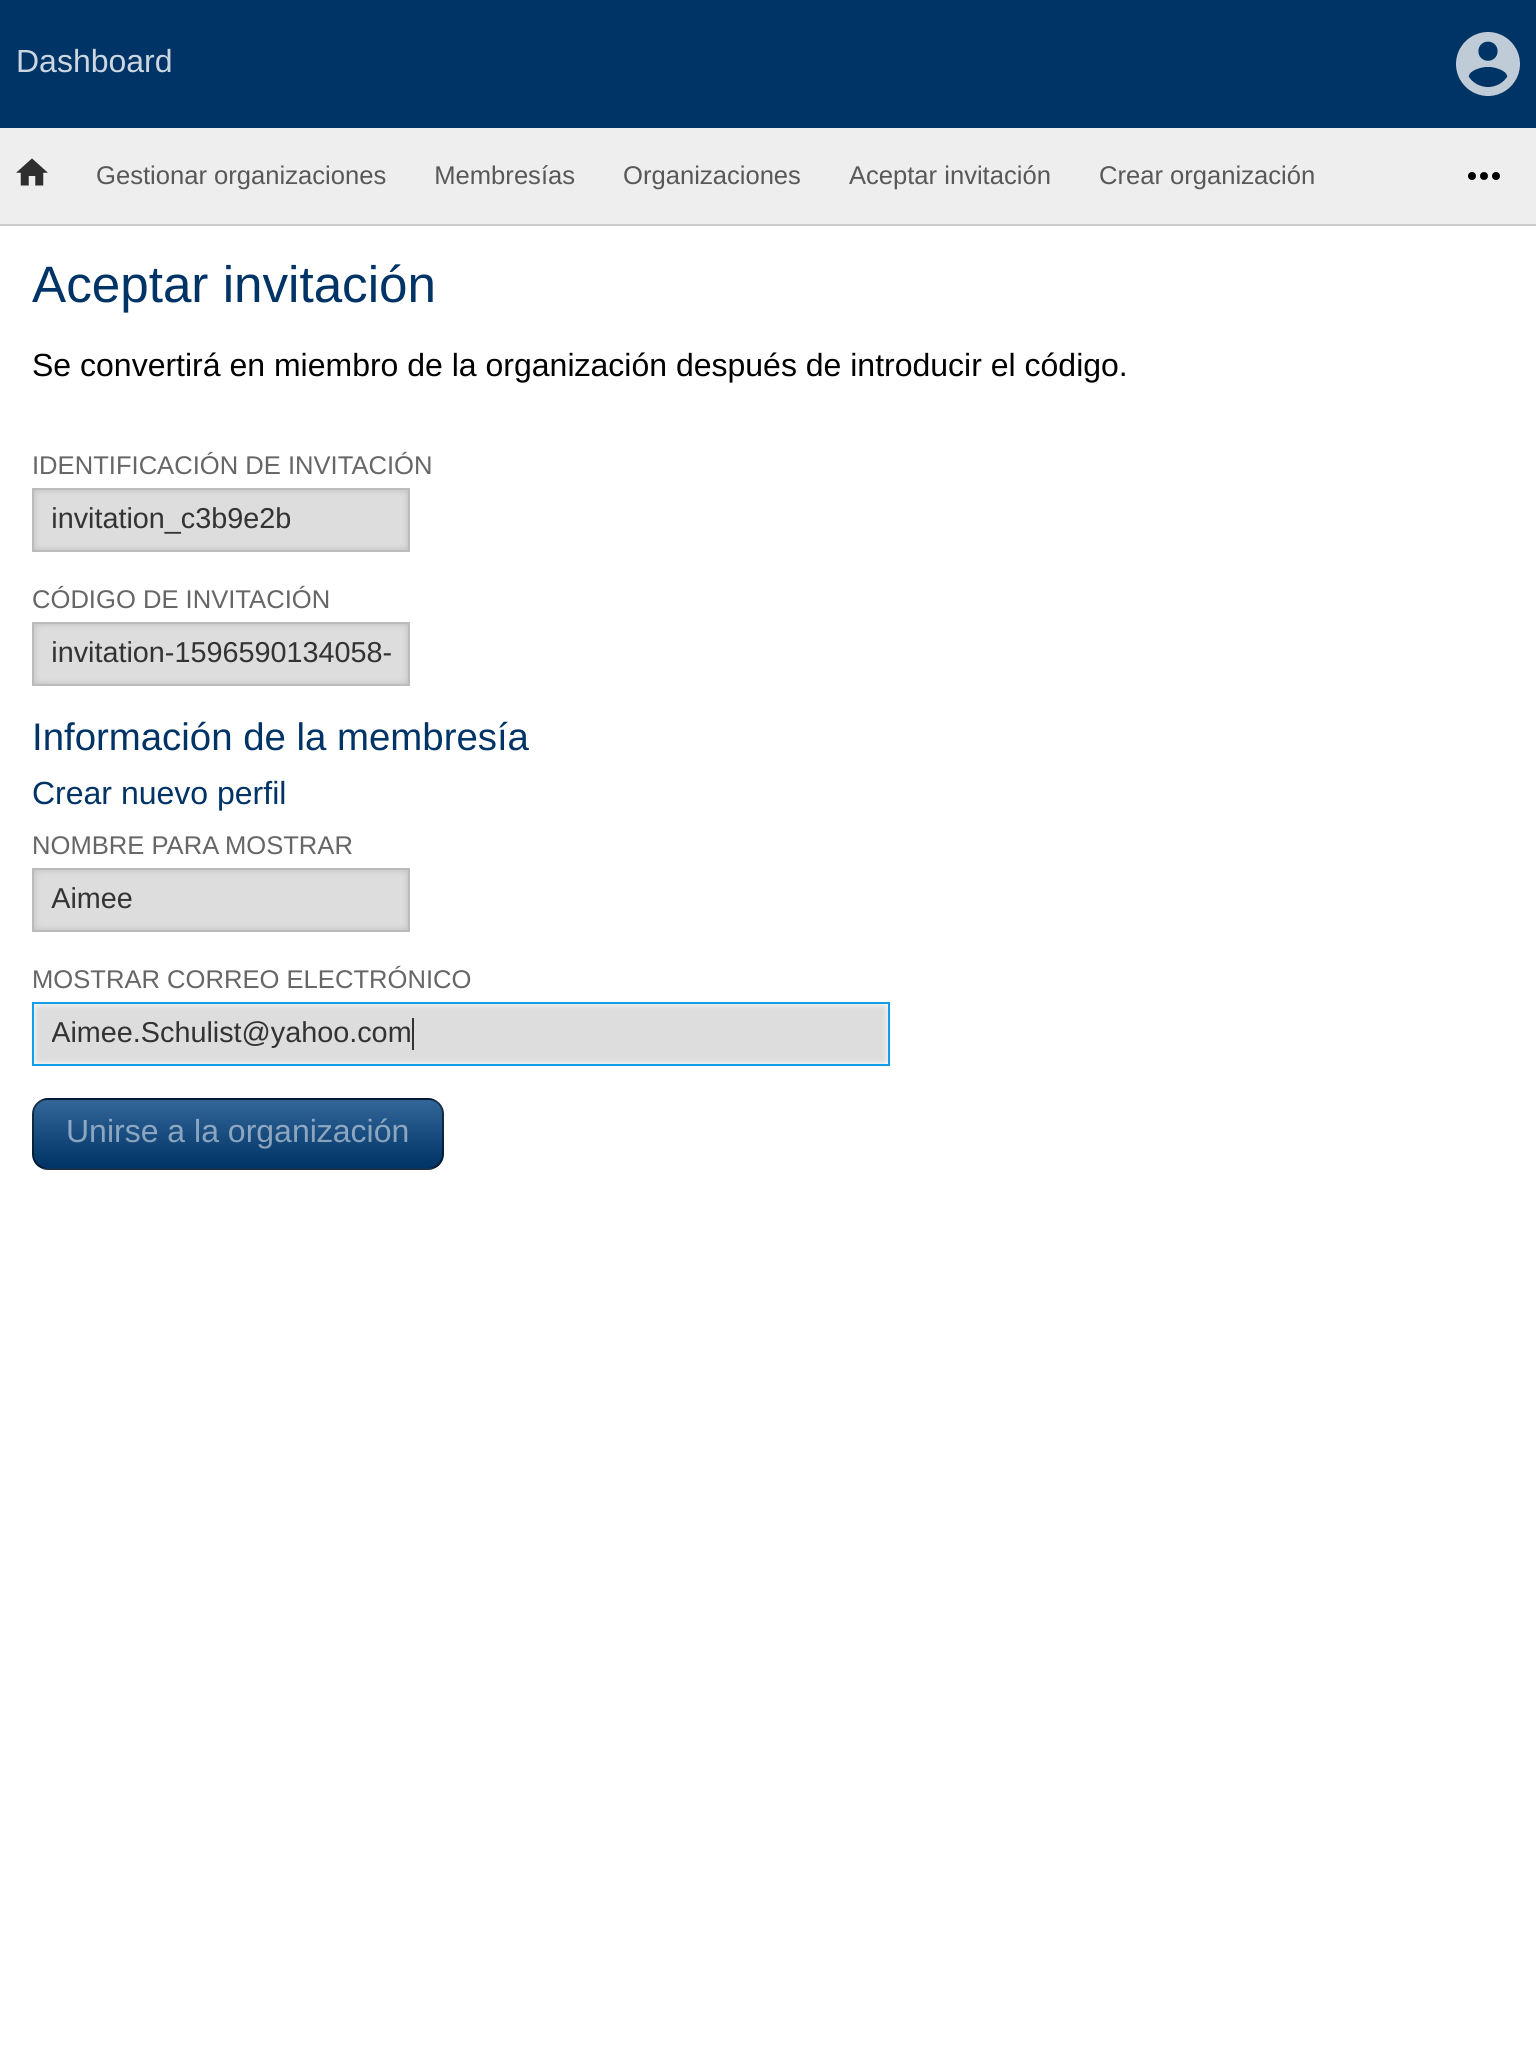 Dashboard
Gestionar organizaciones Membresías Organizaciones Aceptar invitación Crear organización
Aceptar invitación
Se convertirá en miembro de la organización después de introducir el código.
IDENTIFICACIÓN DE INVITACIÓN
invitation_c3b9e2b
CÓDIGO DE INVITACIÓN
invitation-1596590134058-
Información de la membresía
Crear nuevo perfil
NOMBRE PARA MOSTRAR
Aimee
MOSTRAR CORREO ELECTRÓNICO
Aimee.Schulist@yahoo.com
Unirse a la organización